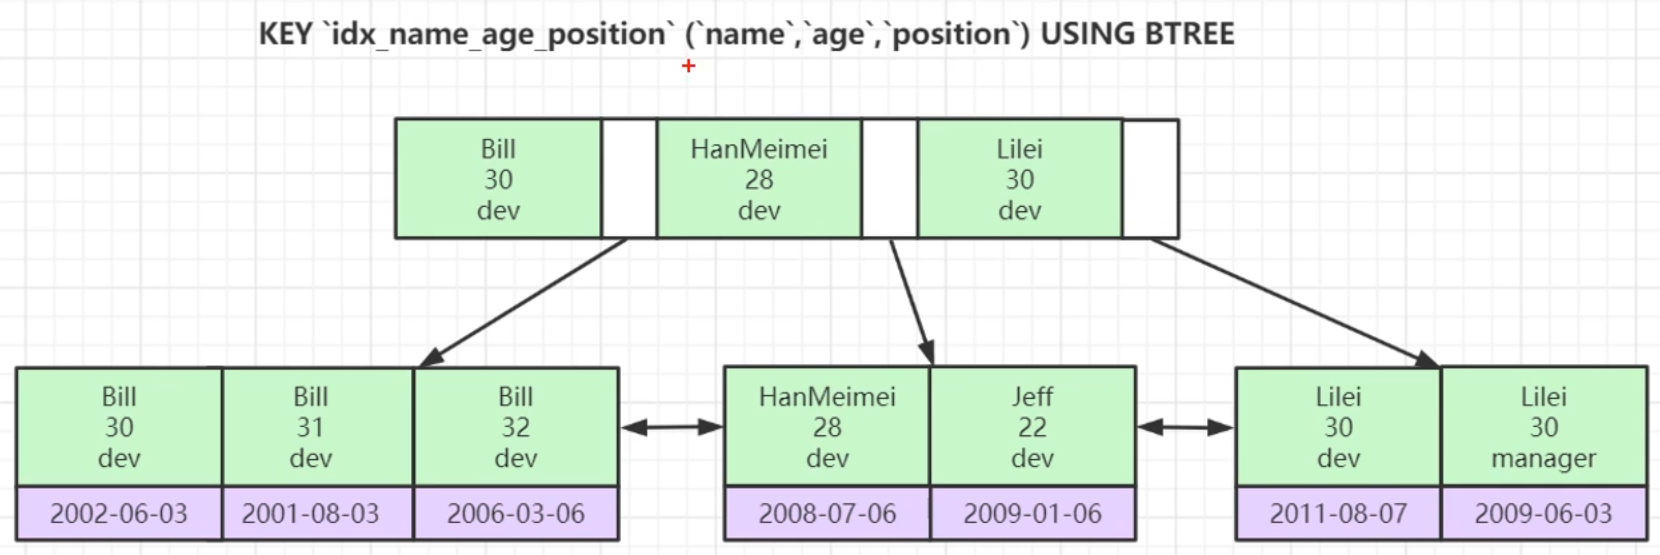 KEY `idx_name_age_position` (`name`,`age`,`position`) USING BTREE
Bill
30
dev
HanMeimei
28
dev
Lilei
30
dev
Bill
30
dev
2002-06-03
Bill
31
dev
2001-08-03
Bill
32
dev
2006-03-06
HanMeimei
28
dev
2008-07-06
Jeff
22
dev
2009-01-06
Lilei
30
dev
2011-08-07
Lilei
30
manager
2009-06-03